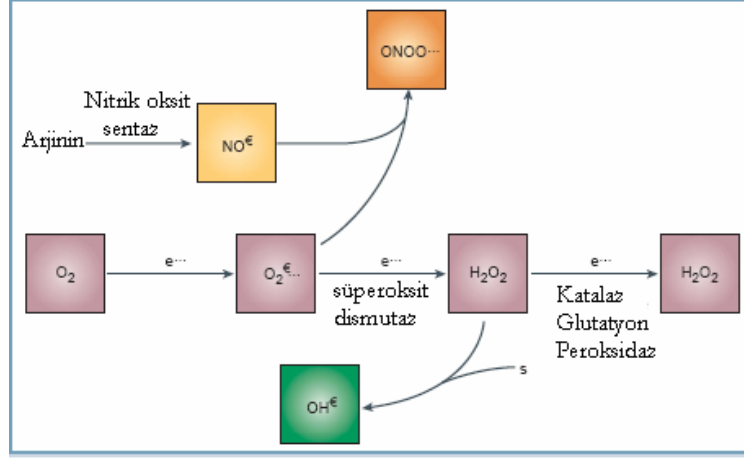 ONOO···
Nitrik oksit
sentaz
Arjinin
NO€
O₂
e···
O₂€···
e···
süperoksit
dismutaz
H₂O₂
e···
Katalaz
Glutatyon
Peroksidaz
H₂O₂
s
OH€